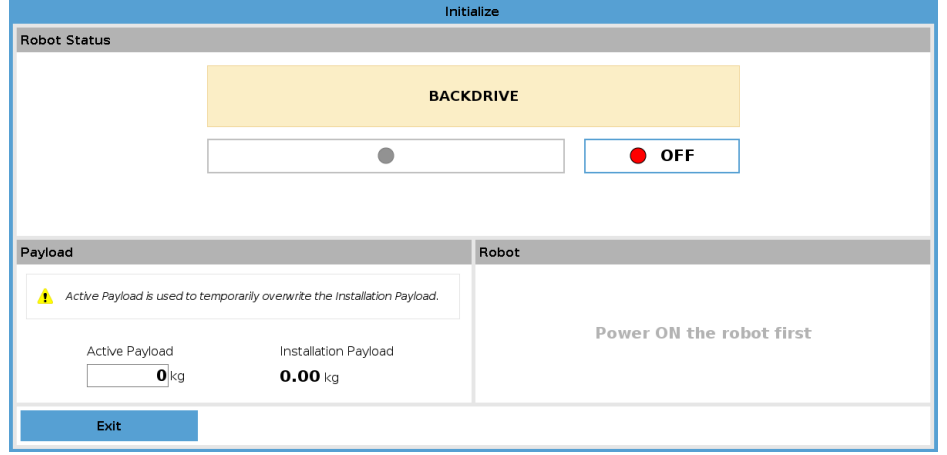 Initialize
Robot Status
BACKDRIVE
OFF
Payload
Active Payload is used to temporarily overwrite the Installation Payload.
Active Payload
Installation Payload
0 kg
0.00 kg
Robot
Power ON the robot first
Exit